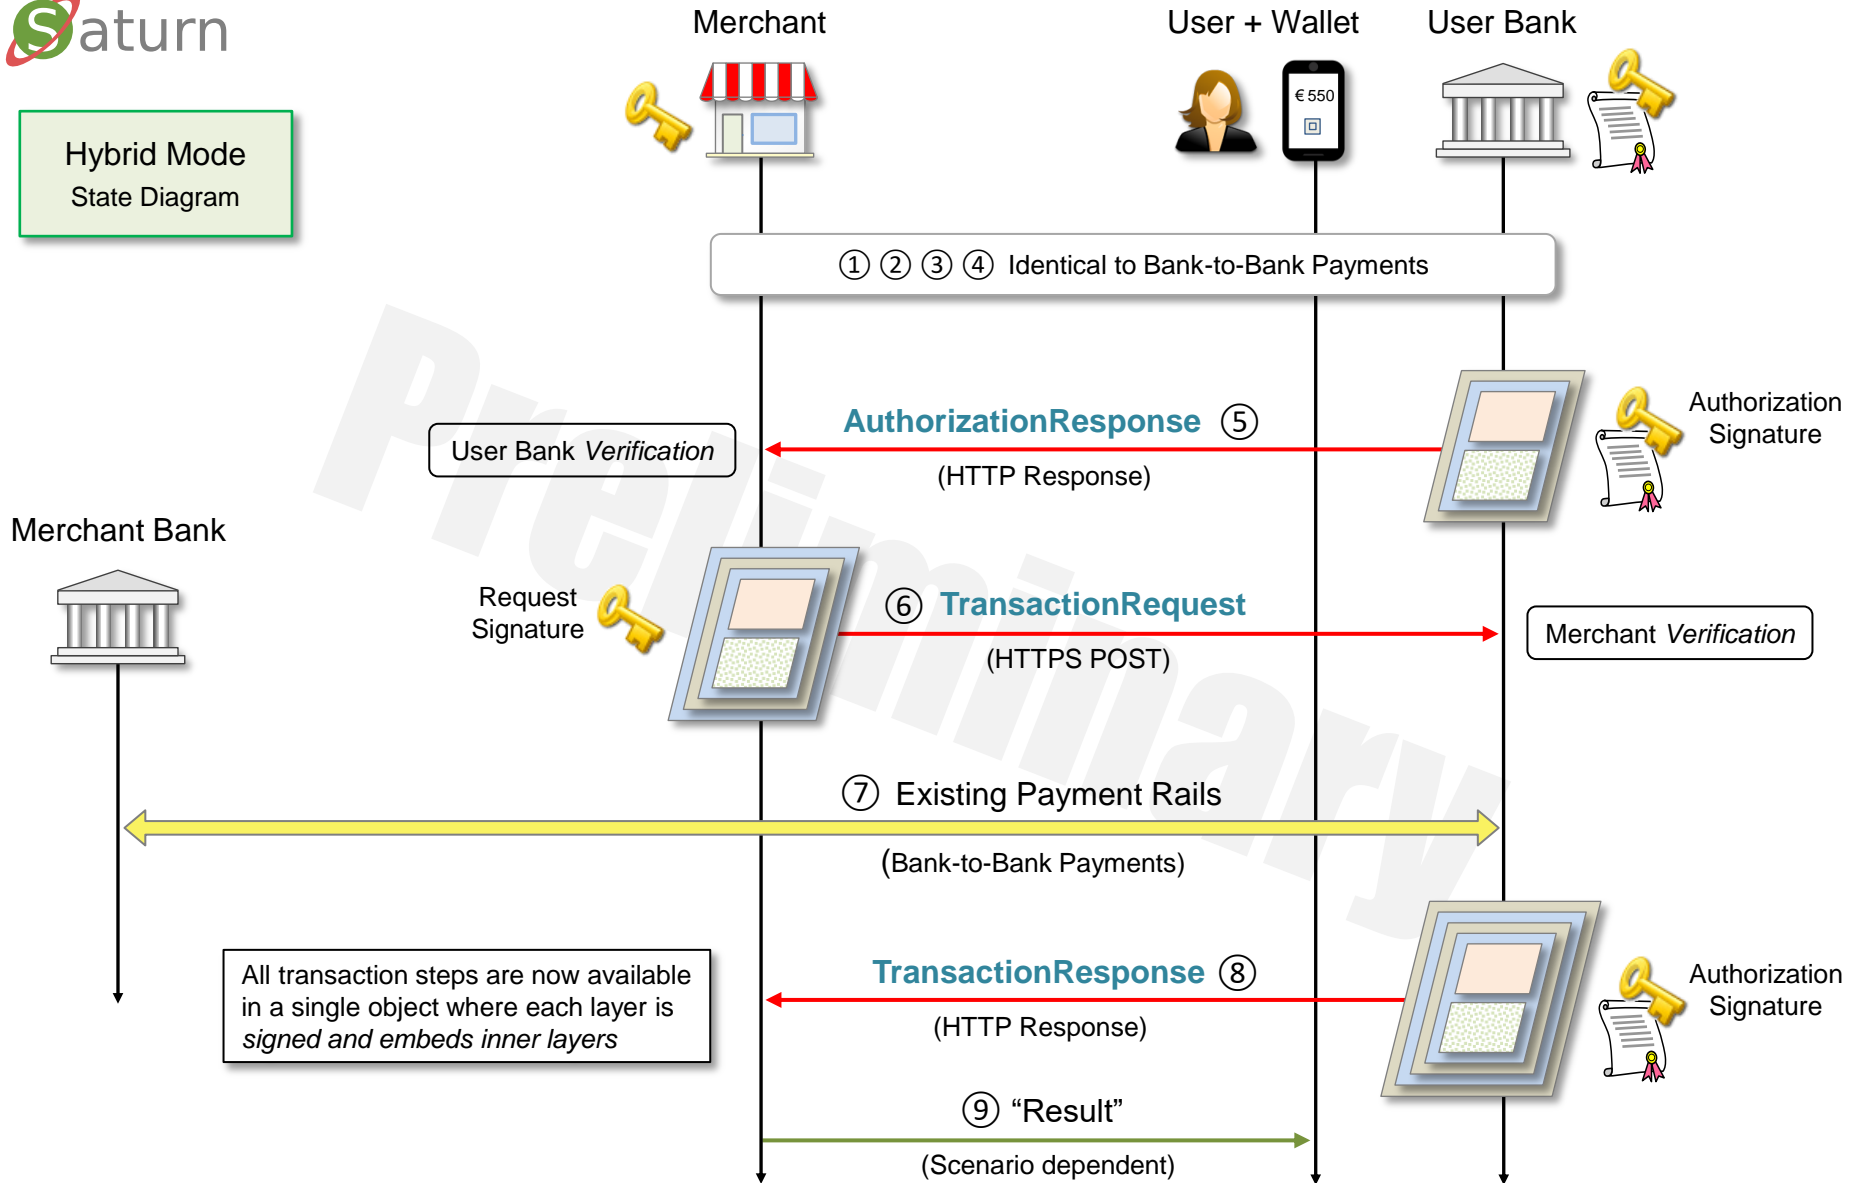 Saturn
Merchant
User + Wallet
User Bank
€ 550
Hybrid Mode
State Diagram
① ② ③ ④ Identical to Bank-to-Bank Payments
AuthorizationResponse ⑤
(HTTP Response)
User Bank Verification
Authorization
Signature
Merchant Bank
Request
Signature
⑥ TransactionRequest
(HTTPS POST)
Merchant Verification
⑦ Existing Payment Rails
(Bank-to-Bank Payments)
All transaction steps are now available
in a single object where each layer is
signed and embeds inner layers
TransactionResponse ⑧
(HTTP Response)
Authorization
Signature
⑨ “Result”
(Scenario dependent)
Preliminary